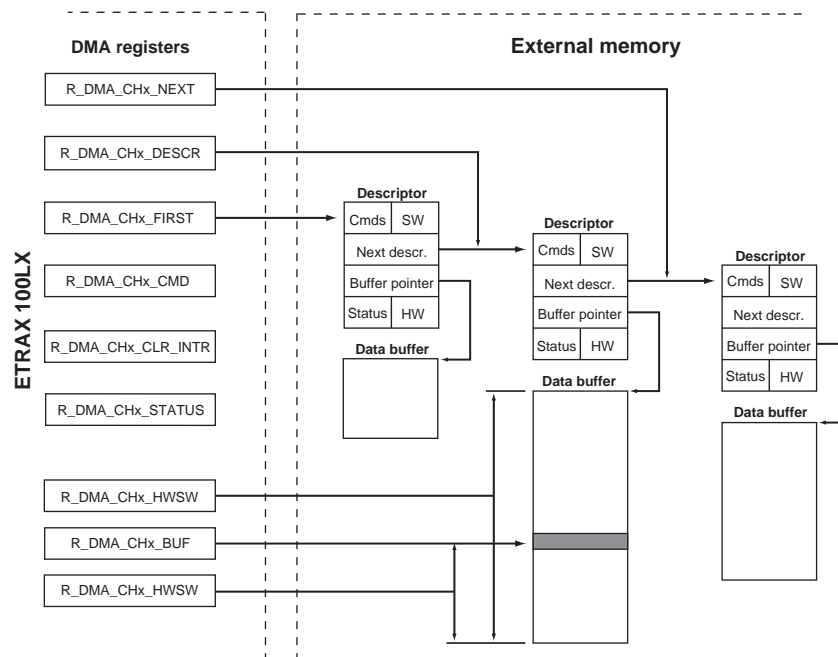 DMA registers
External memory
ETRAX 100LX
R_DMA_CHx_NEXT
R_DMA_CHx_DESCR
R_DMA_CHx_FIRST
R_DMA_CHx_CMD
R_DMA_CHx_CLR_INTR
R_DMA_CHx_STATUS
R_DMA_CHx_HWSW
R_DMA_CHx_BUF
R_DMA_CHx_HWSW
Descriptor
Cmds SW
Next descr.
Buffer pointer
Status HW
Data buffer
Descriptor
Cmds SW
Next descr.
Buffer pointer
Status HW
Data buffer
Descriptor
Cmds SW
Next descr.
Buffer pointer
Status HW
Data buffer